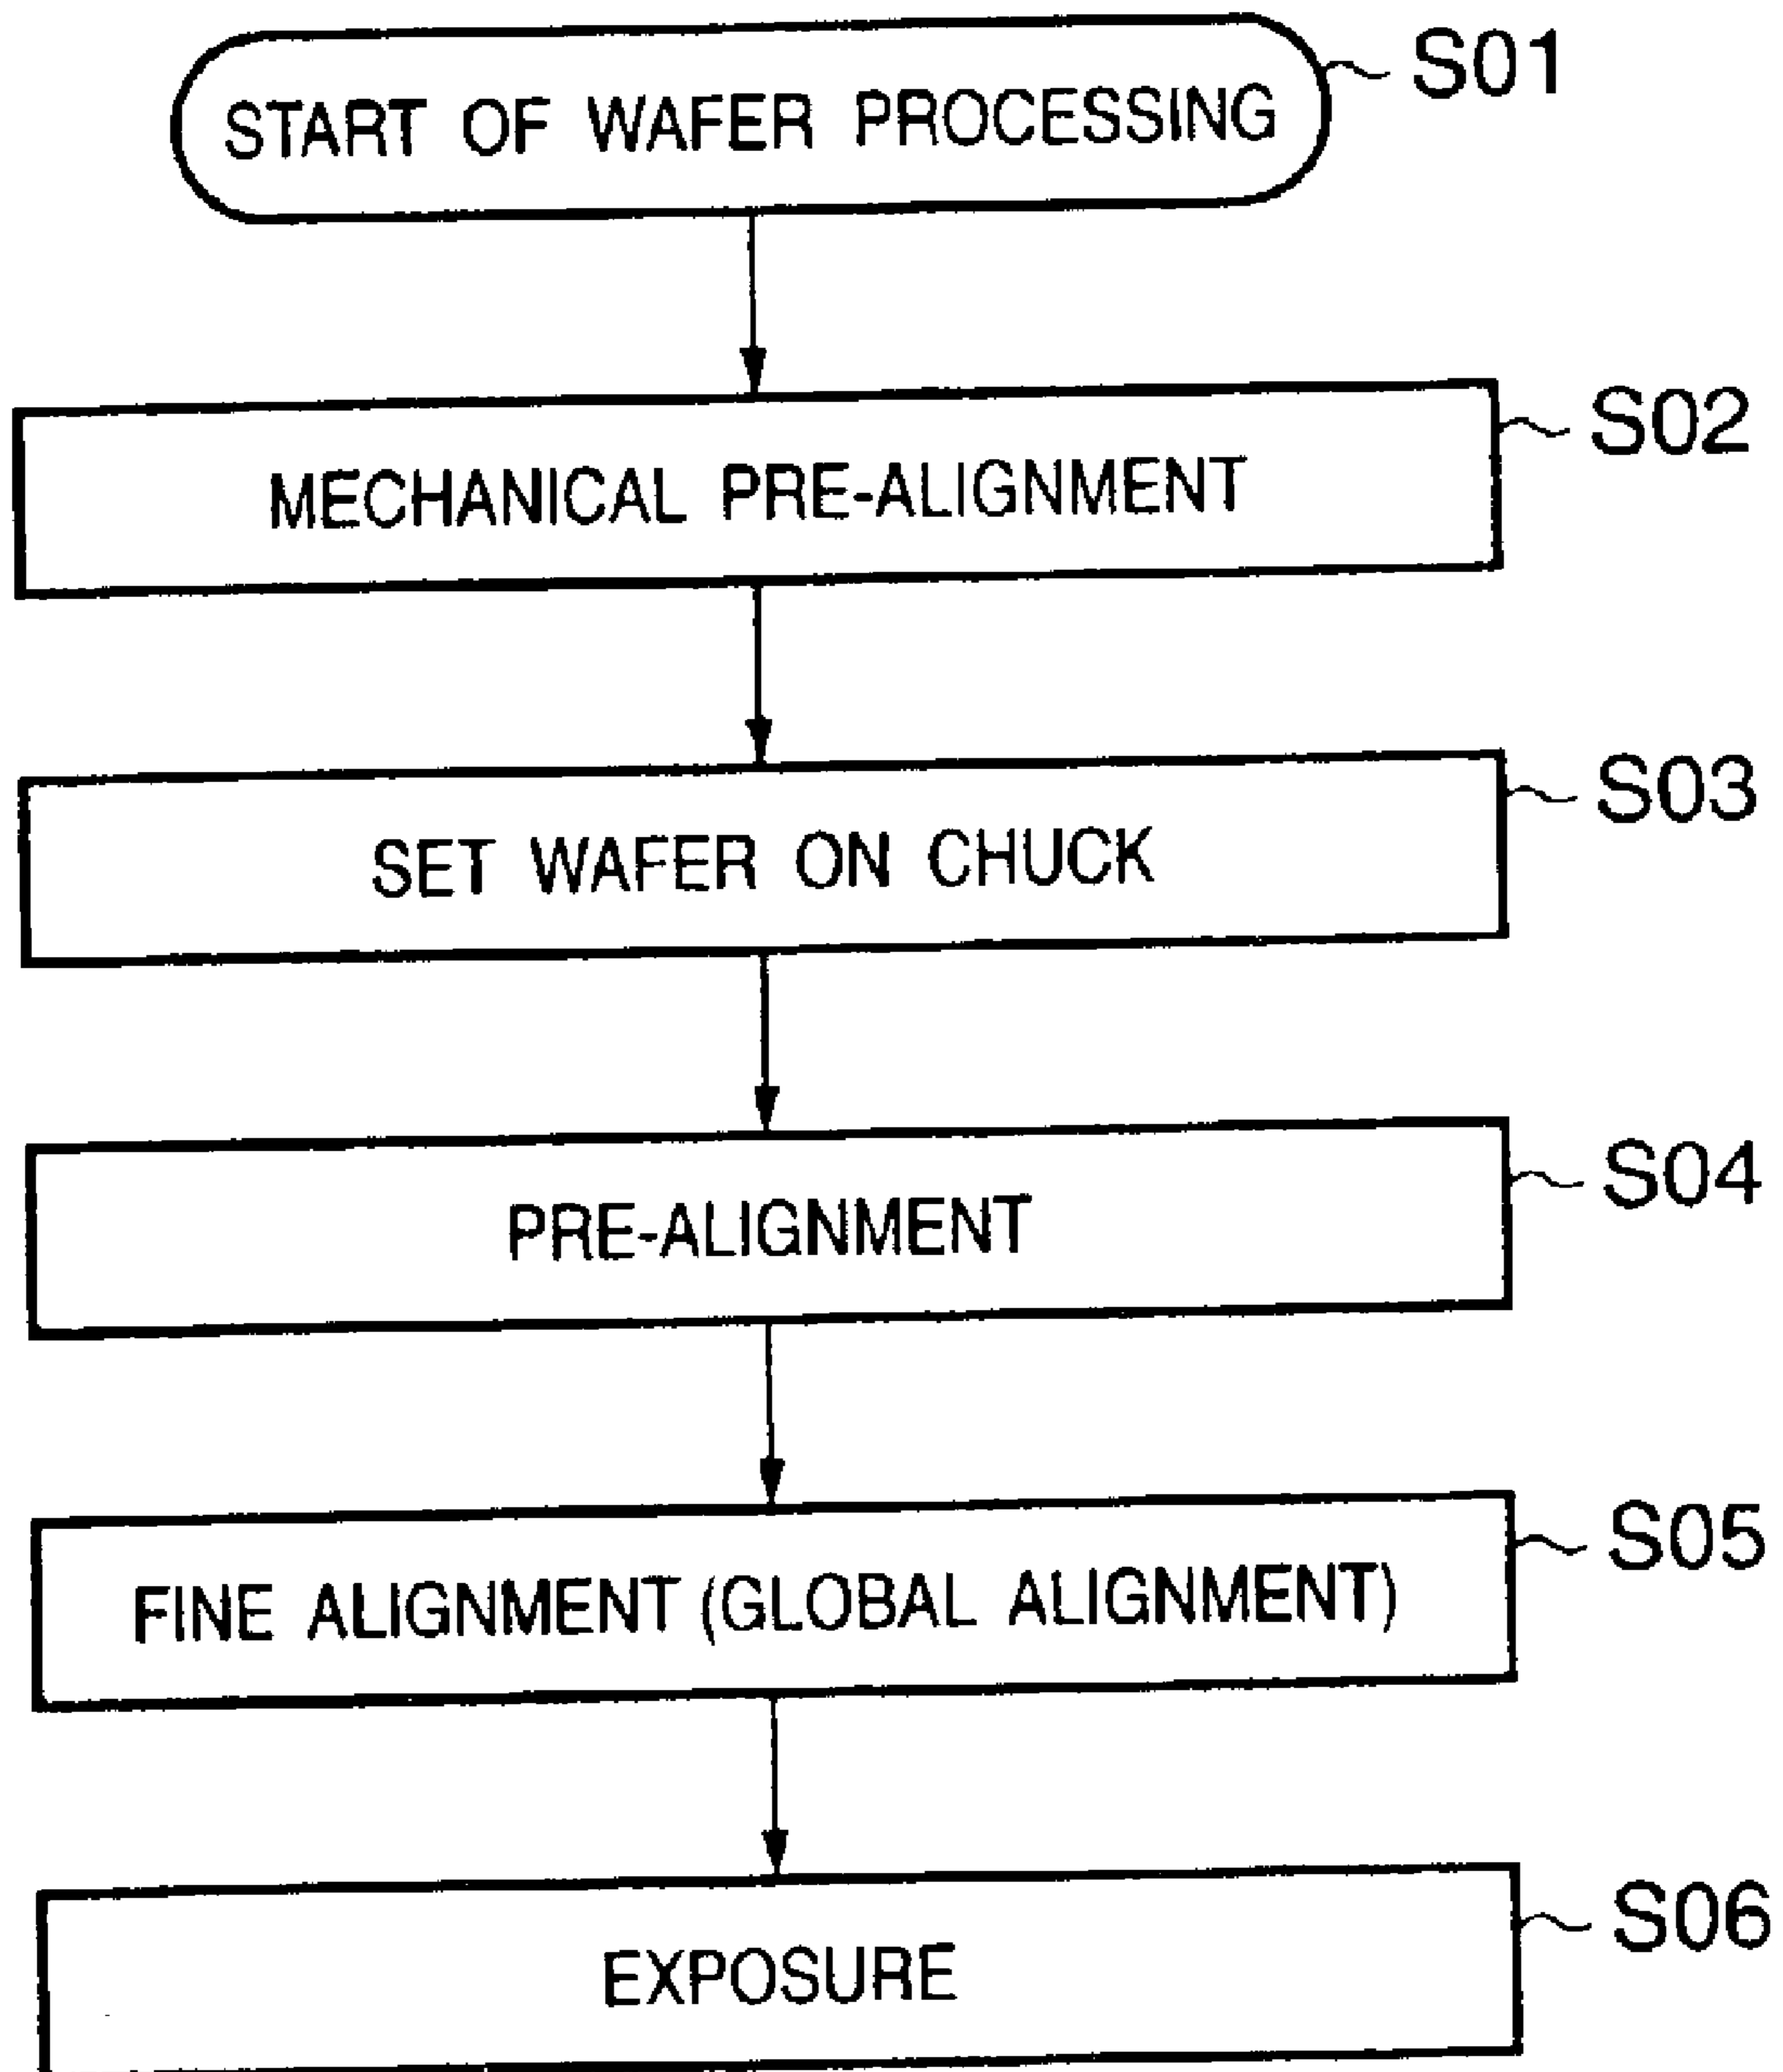 START OF WAFER PROCESSING
S01
MECHANICAL PRE-ALIGNMENT
S02
SET WAFER ON CHUCK
S03
PRE-ALIGNMENT
S04
FINE ALIGNMENT (GLOBAL ALIGNMENT)
S05
EXPOSURE
S06